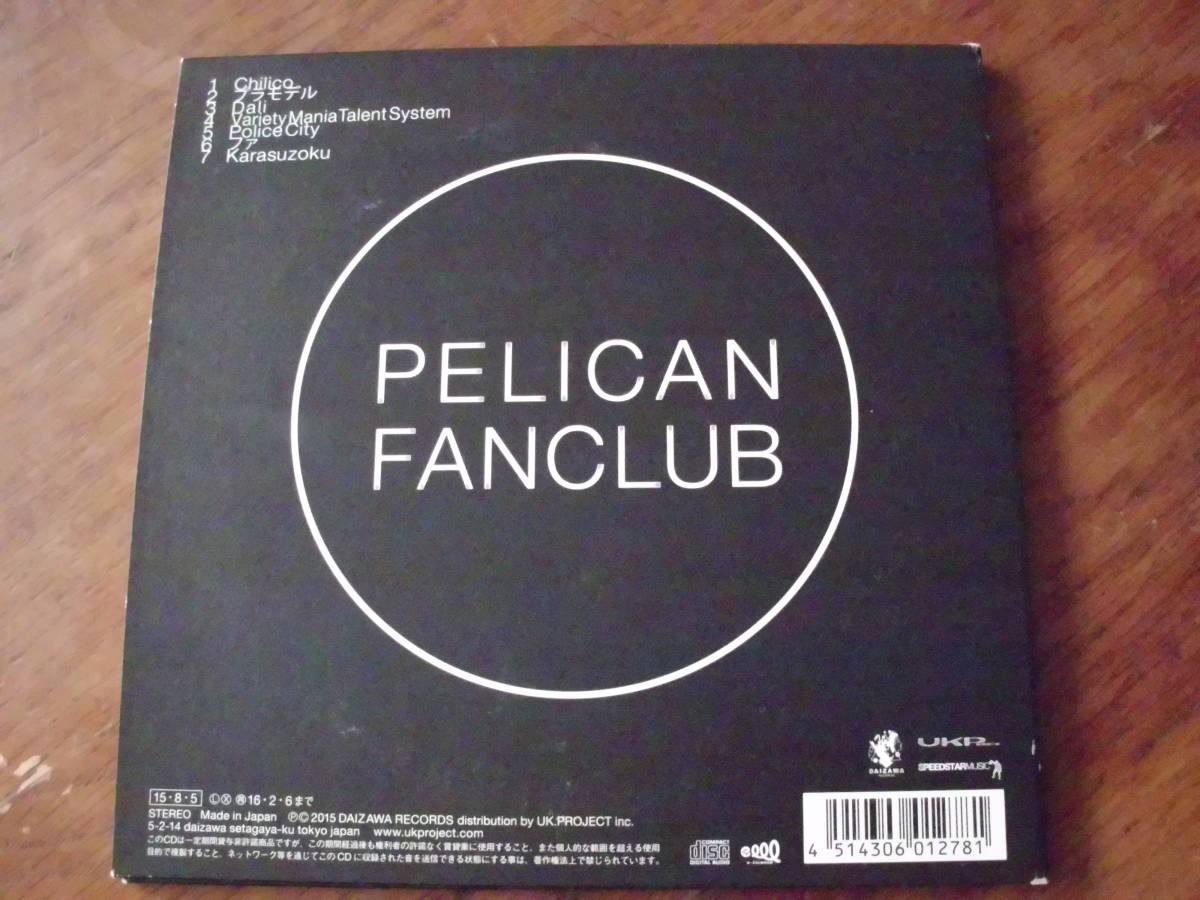 1 Chilico
2 プラモデル
3 Dali
4 Variety Mania Talent System
5 Police City
6 ファ
7 Karasuzoku
PELICAN
FANCLUB
DAIZAWA
UKP
SPEEDSTAR MUSIC
15・8・5 Ⓛ Ⓧ 16・2・6まで
STEREO Made in Japan ℗© 2015 DAIZAWA RECORDS distribution by UK.PROJECT inc.
5-2-14 daizawa setagaya-ku tokyo japan www.ukproject.com
このCDは一定期間貸与非許諾商品ですが、この期間経過後も権利者の許諾なく賃貸業に使用すること、また個人的な範囲を超える使用
目的で複製すること、ネットワーク等を通じてこのCDに収録された音を送信できる状態にする事は、著作権法上で禁じられています。
COMPACT
disc
DIGITAL AUDIO
4 514306 012781